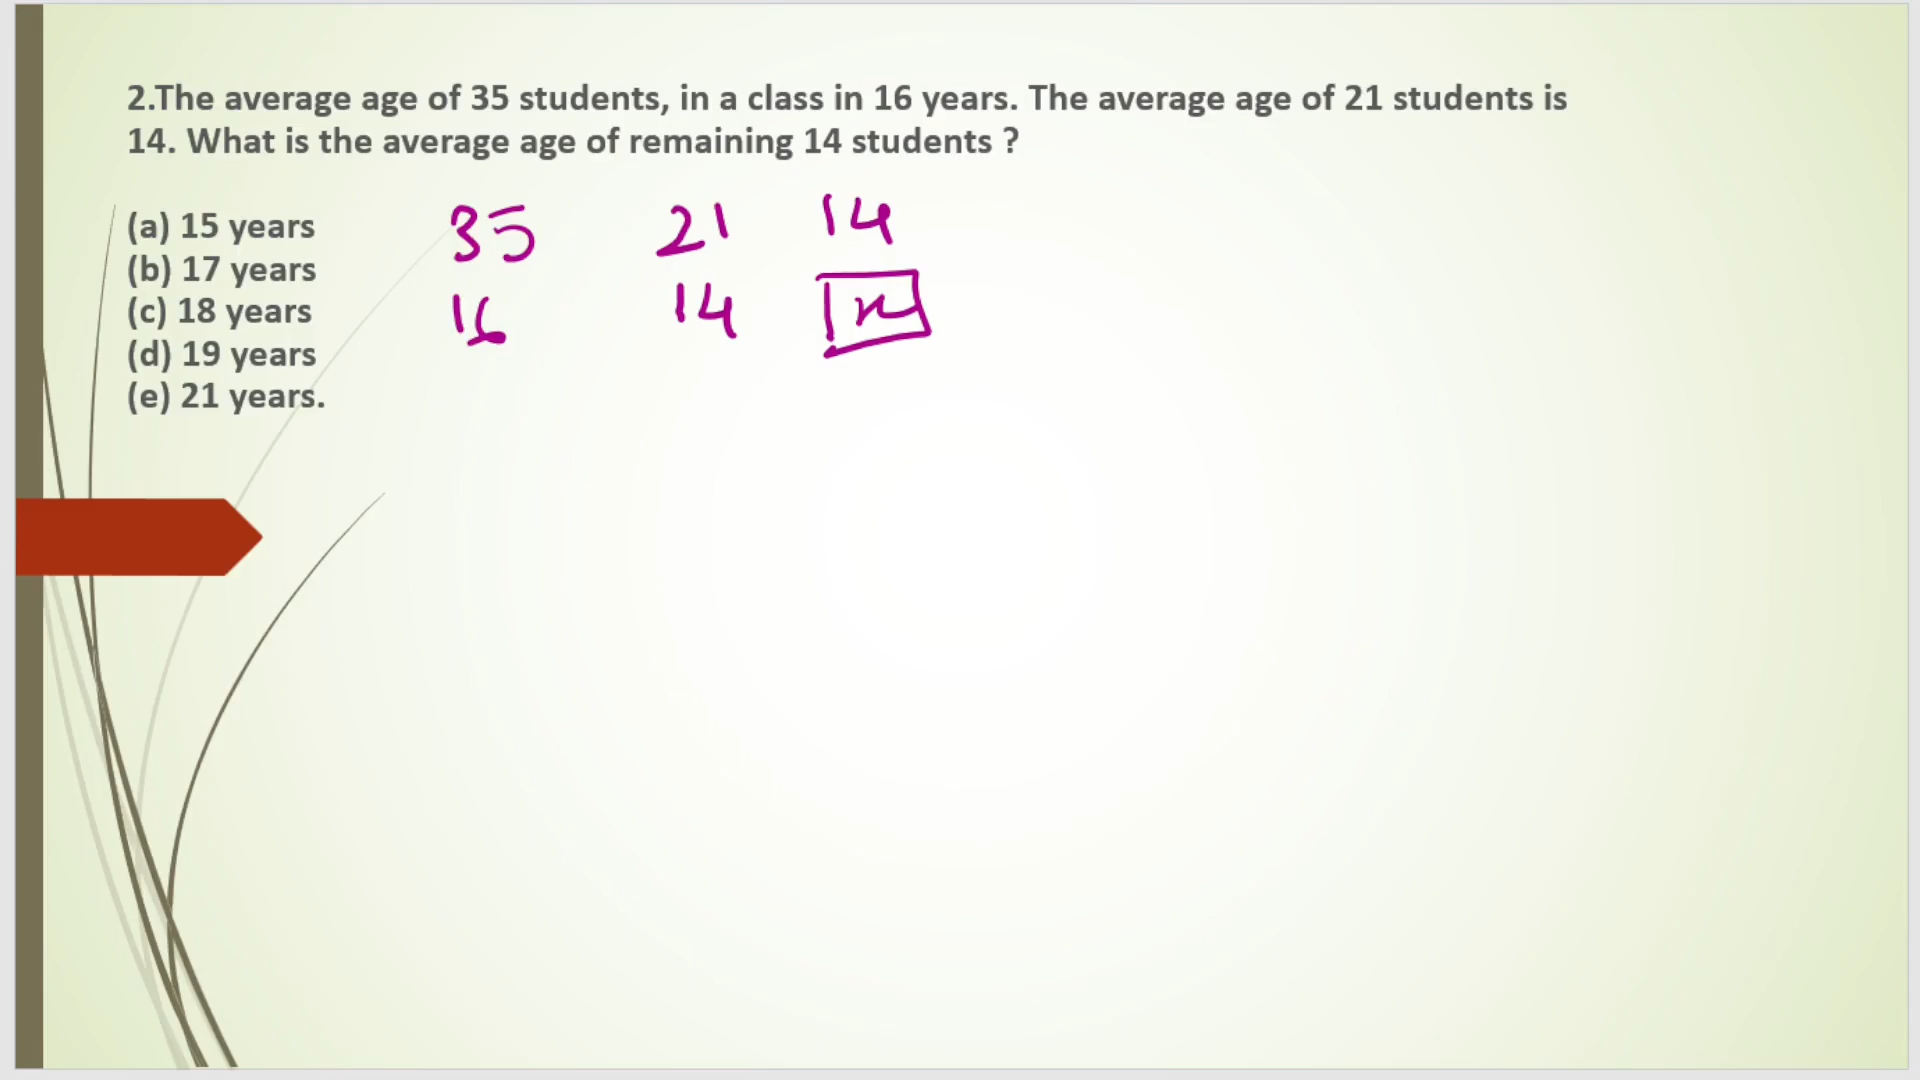 2.The average age of 35 students, in a class in 16 years. The average age of 21 students is
14. What is the average age of remaining 14 students ?
(a) 15 years
(b) 17 years
(c) 18 years
(d) 19 years
(e) 21 years.
35 21 14
16 14 x